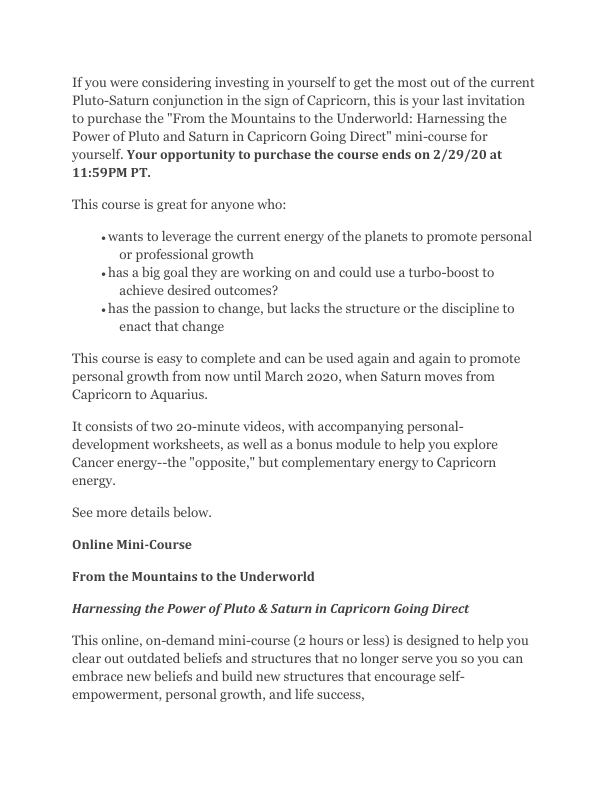 If you were considering investing in yourself to get the most out of the current
Pluto-Saturn conjunction in the sign of Capricorn, this is your last invitation
to purchase the "From the Mountains to the Underworld: Harnessing the
Power of Pluto and Saturn in Capricorn Going Direct" mini-course for
yourself. Your opportunity to purchase the course ends on 2/29/20 at
11:59PM PT.
This course is great for anyone who:
• wants to leverage the current energy of the planets to promote personal
or professional growth
• has a big goal they are working on and could use a turbo-boost to
achieve desired outcomes?
• has the passion to change, but lacks the structure or the discipline to
enact that change
This course is easy to complete and can be used again and again to promote
personal growth from now until March 2020, when Saturn moves from
Capricorn to Aquarius.
It consists of two 20-minute videos, with accompanying personal-
development worksheets, as well as a bonus module to help you explore
Cancer energy--the "opposite," but complementary energy to Capricorn
energy.
See more details below.
Online Mini-Course
From the Mountains to the Underworld
Harnessing the Power of Pluto & Saturn in Capricorn Going Direct
This online, on-demand mini-course (2 hours or less) is designed to help you
clear out outdated beliefs and structures that no longer serve you so you can
embrace new beliefs and build new structures that encourage self-
empowerment, personal growth, and life success,